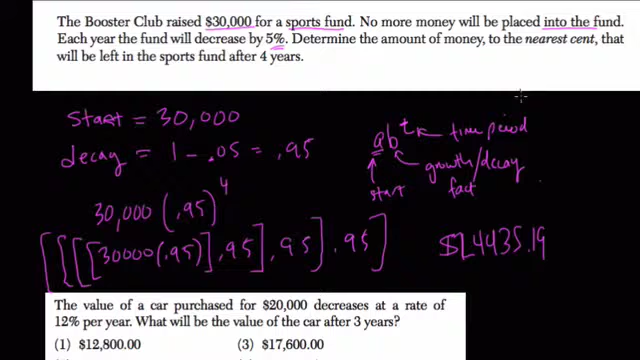 The Booster Club raised $30,000 for a sports fund. No more money will be placed into the fund.
Each year the fund will decrease by 5%. Determine the amount of money, to the nearest cent, that
will be left in the sports fund after 4 years.
Start = 30,000
decay = 1 - .05 = .95
ab^t ← time period
growth/decay
fact
start
30,000 (.95)^4
[[[[30000(.95)].95].95].95]
$24435.19
The value of a car purchased for $20,000 decreases at a rate of
12% per year. What will be the value of the car after 3 years?
(1) $12,800.00 (3) $17,600.00